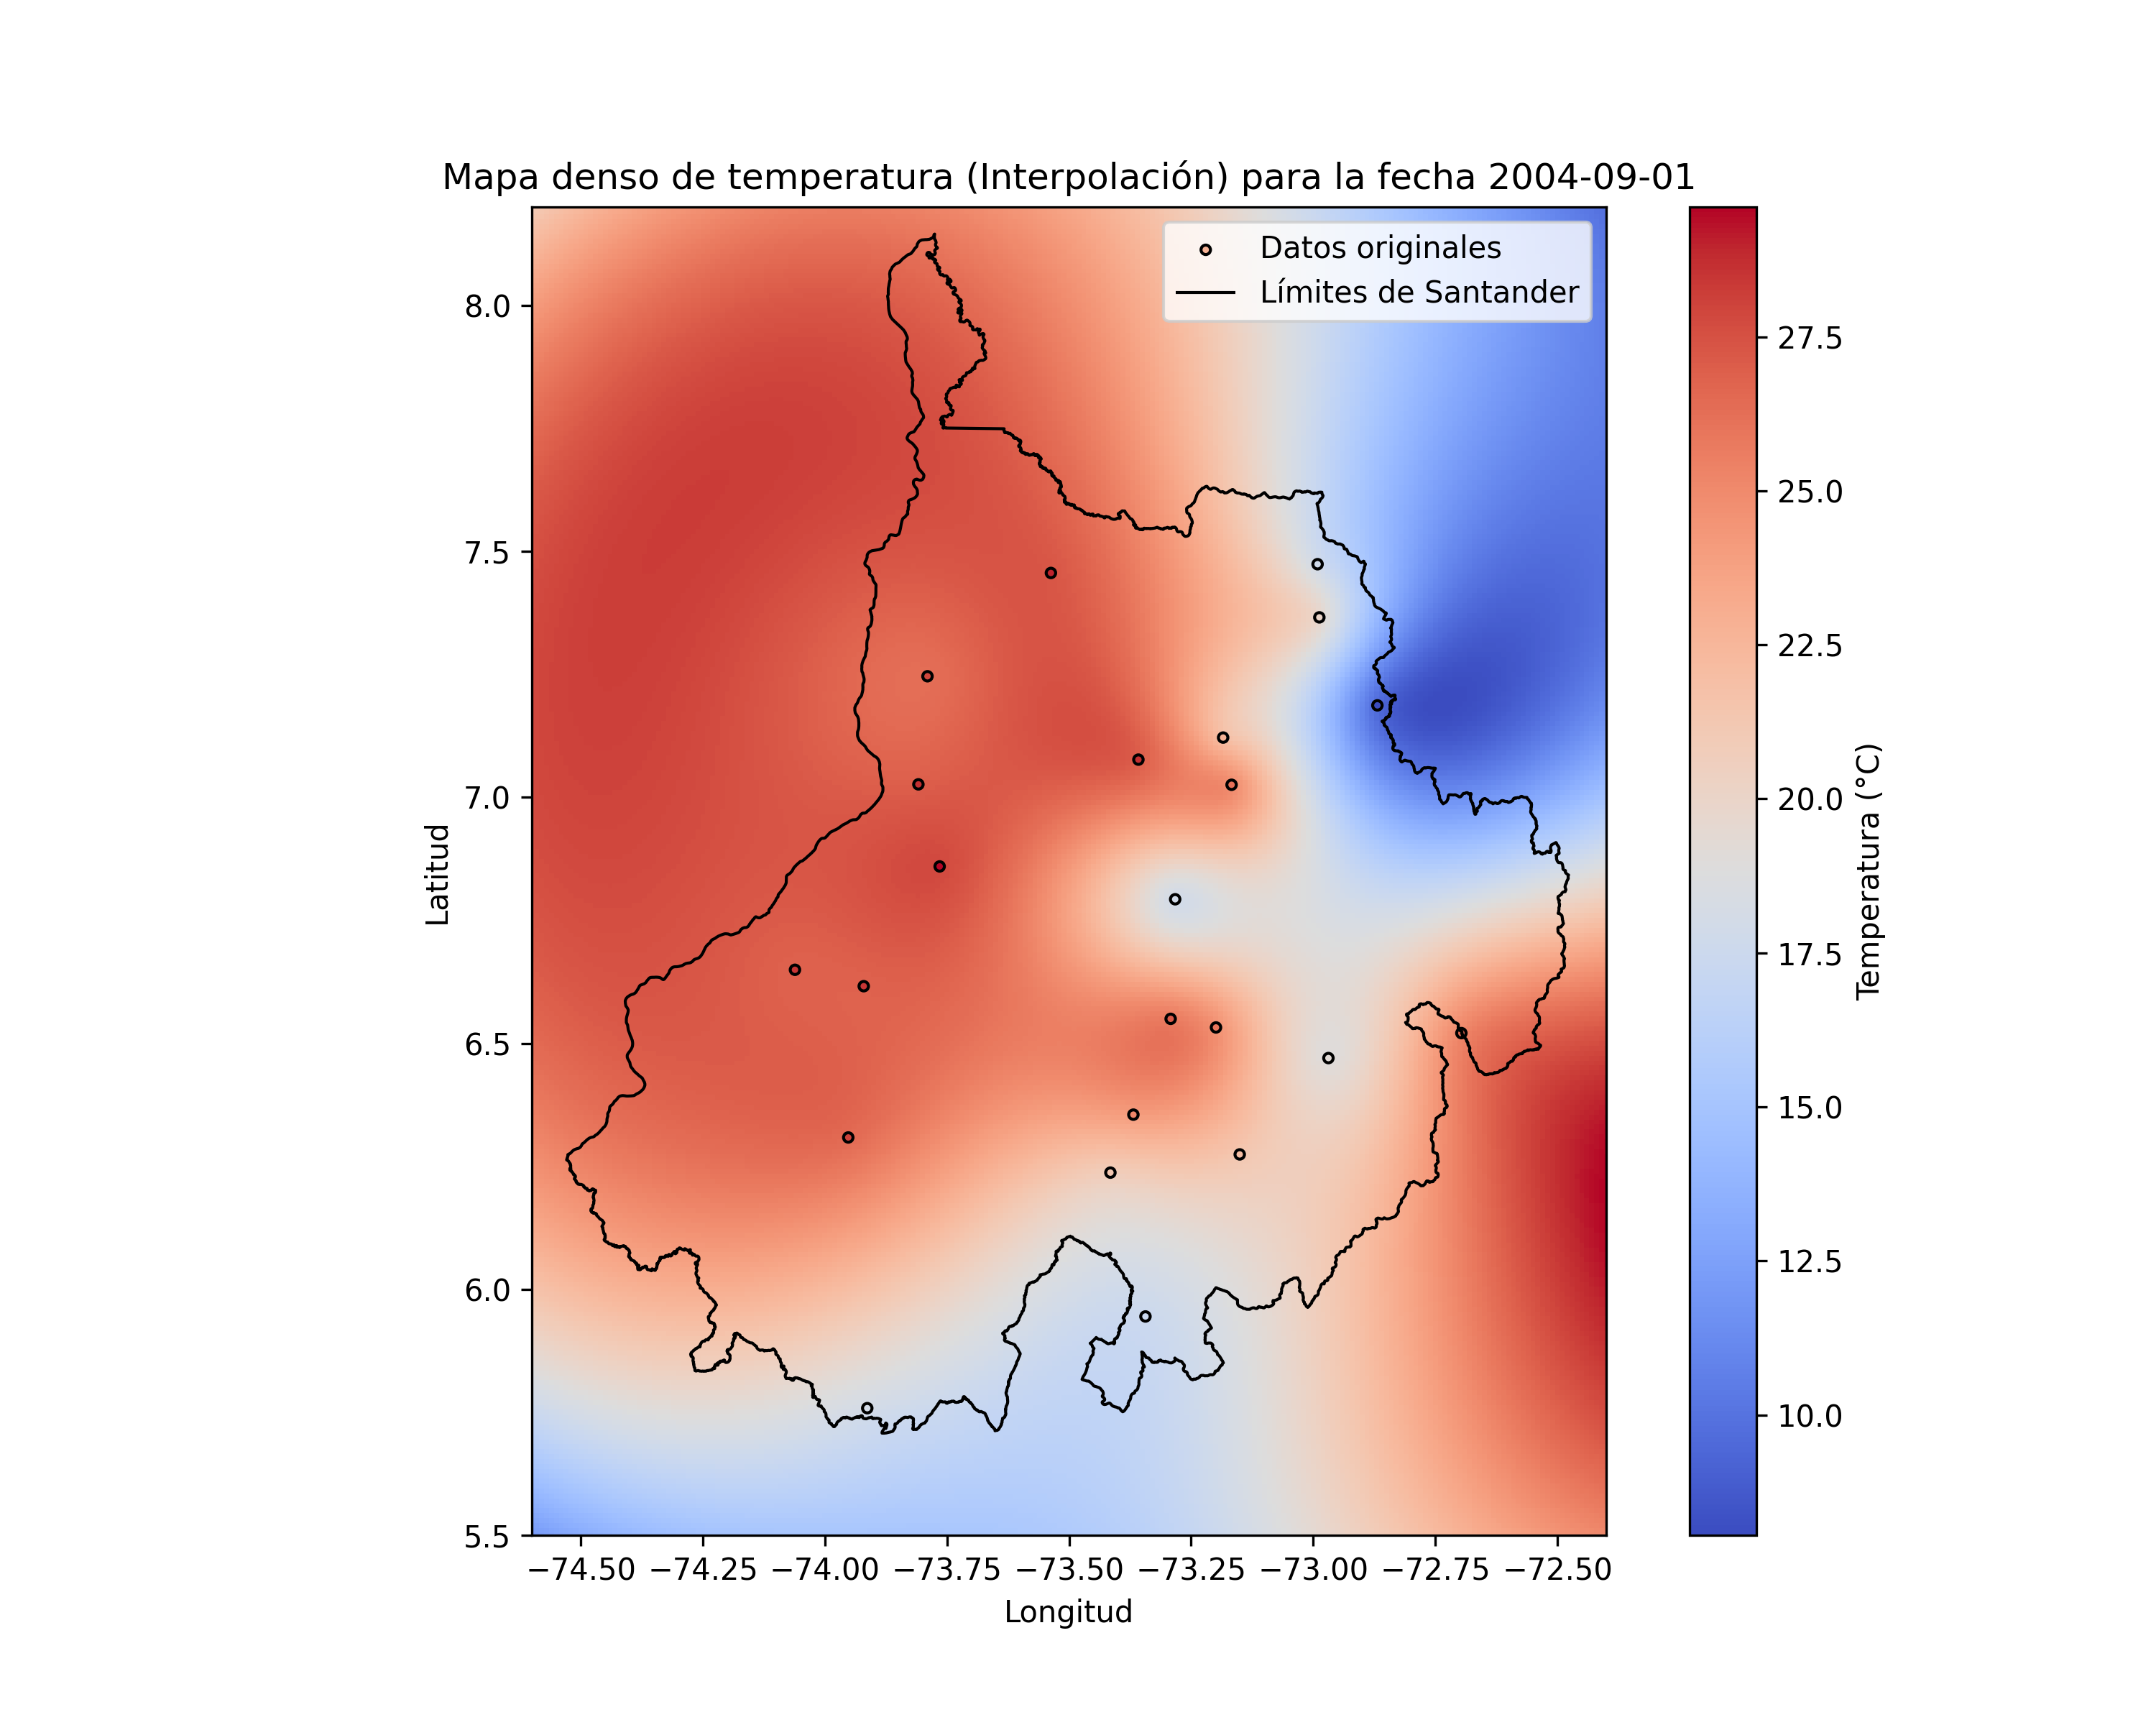 Mapa denso de temperatura (Interpolación) para la fecha 2004-09-01
Datos originales
Límites de Santander
8.0
7.5
7.0
6.5
6.0
5.5
Latitud
−74.50 −74.25 −74.00 −73.75 −73.50 −73.25 −73.00 −72.75 −72.50
Longitud
27.5
25.0
22.5
20.0
17.5
15.0
12.5
10.0
Temperatura (°C)